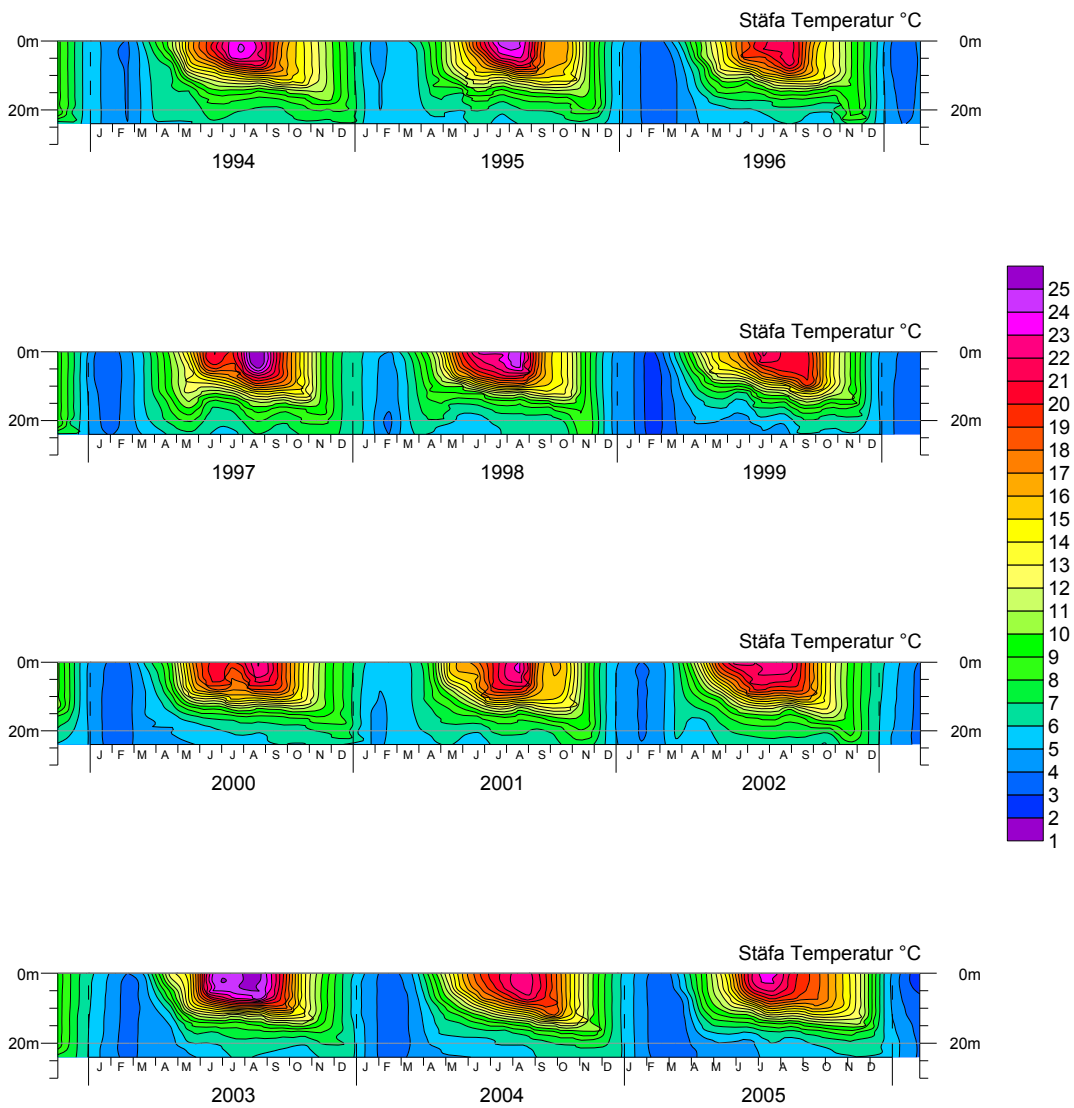 Stäfa Temperatur °C
0m 0m
20m 20m
J F M A M J J A S O N D J F M A M J J A S O N D J F M A M J J A S O N D
1994 1995 1996
Stäfa Temperatur °C
0m 0m
20m 20m
J F M A M J J A S O N D J F M A M J J A S O N D J F M A M J J A S O N D
1997 1998 1999
25
24
23
22
21
20
19
18
17
16
15
14
13
12
11
10
9
8
7
6
5
4
3
2
1
Stäfa Temperatur °C
0m 0m
20m 20m
J F M A M J J A S O N D J F M A M J J A S O N D J F M A M J J A S O N D
2000 2001 2002
Stäfa Temperatur °C
0m 0m
20m 20m
J F M A M J J A S O N D J F M A M J J A S O N D J F M A M J J A S O N D
2003 2004 2005